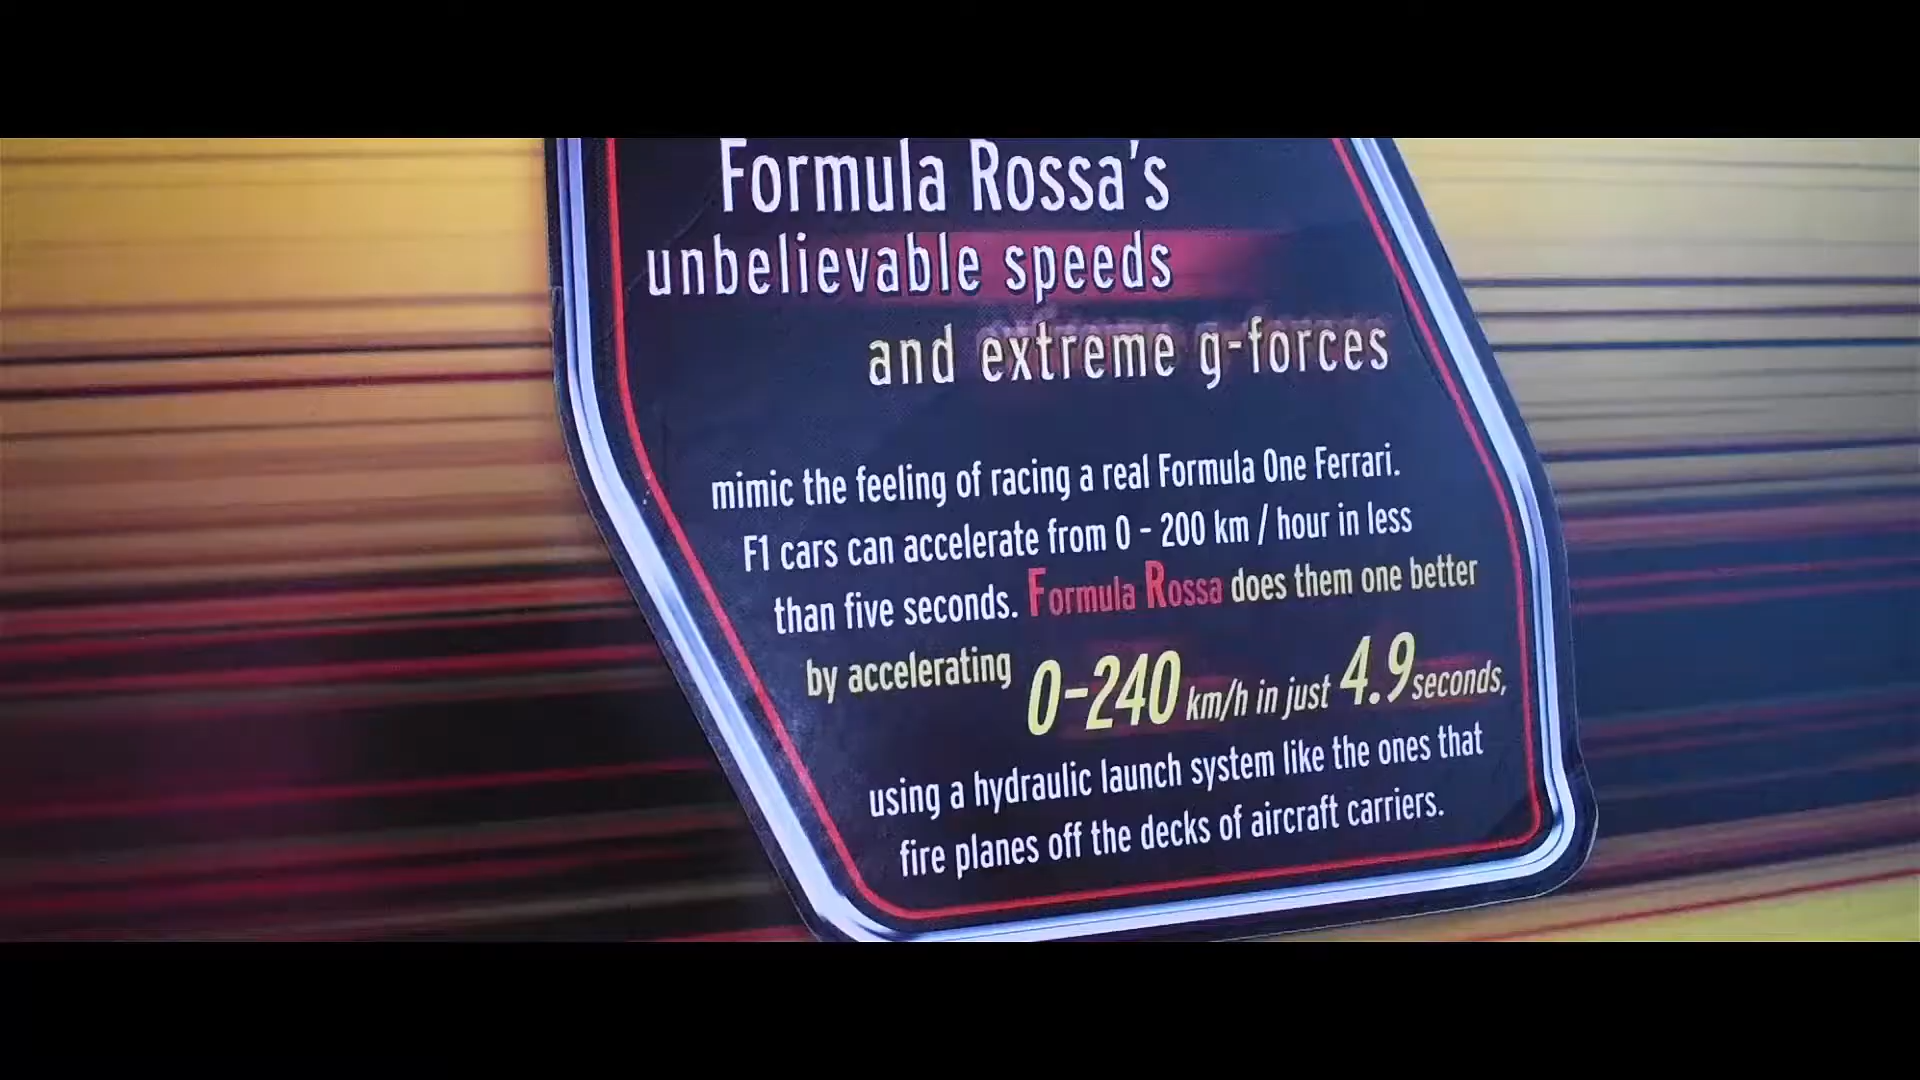 Formula Rossa's
unbelievable speeds
and extreme g-forces
mimic the feeling of racing a real Formula One Ferrari.
F1 cars can accelerate from 0 - 200 km / hour in less
than five seconds. Formula Rossa does them one better
by accelerating 0-240 km/h in just 4.9 seconds,
using a hydraulic launch system like the ones that
fire planes off the decks of aircraft carriers.